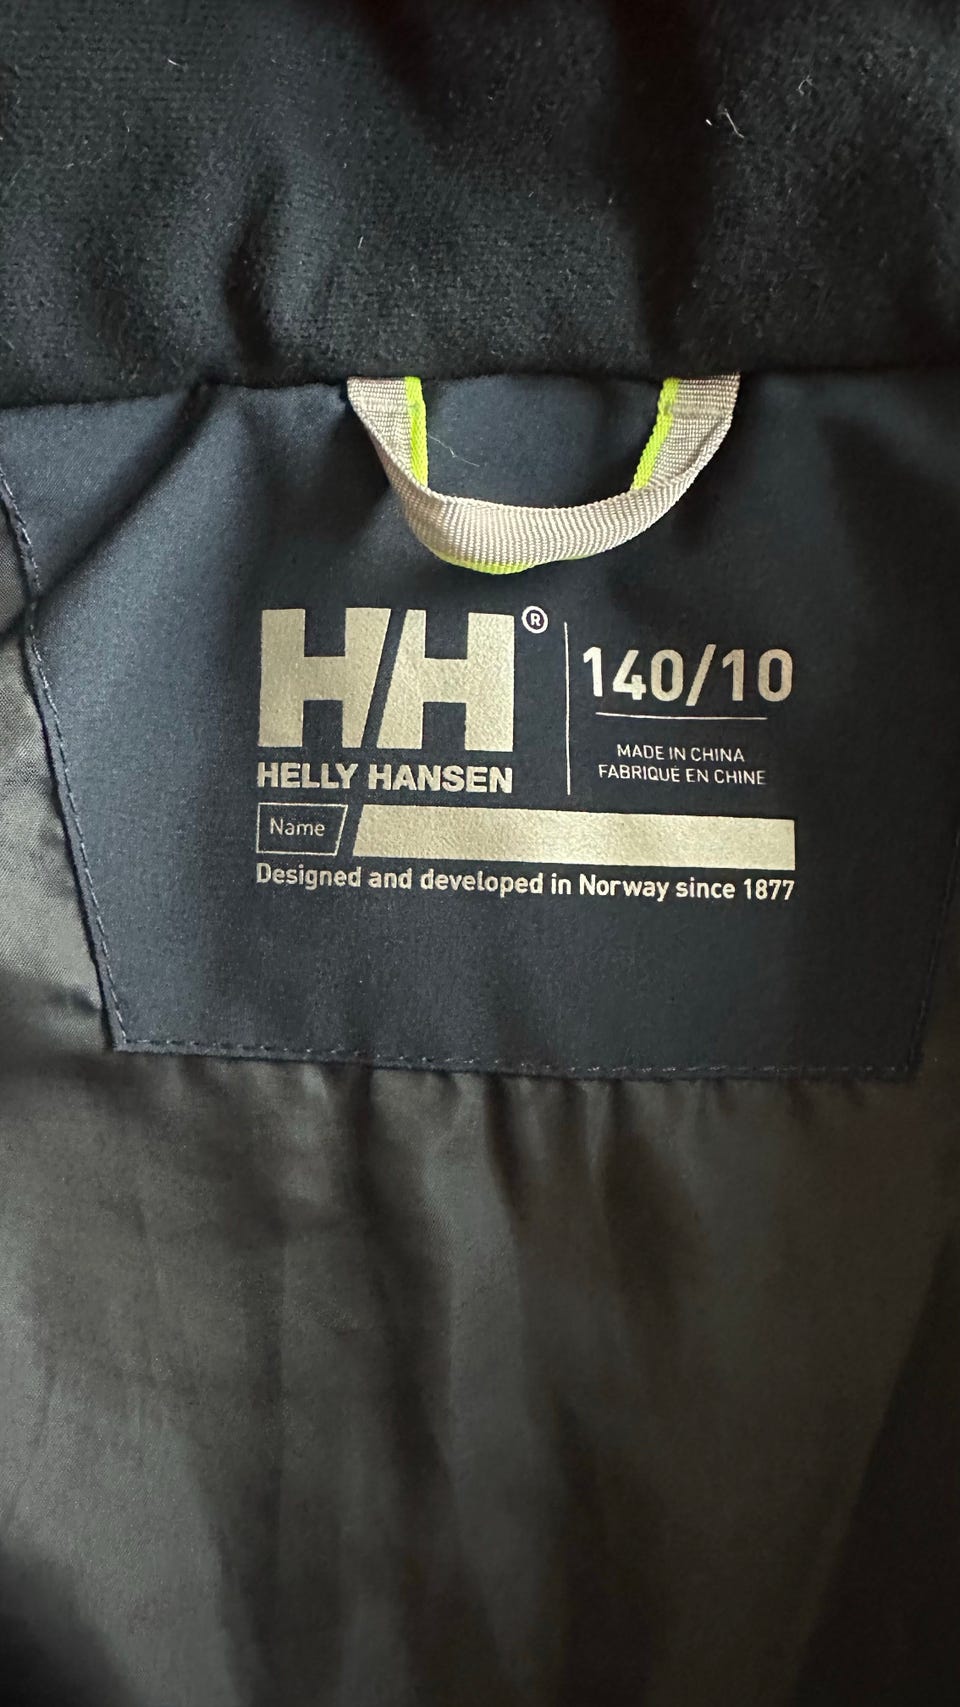 HH®
HELLY HANSEN
140/10
MADE IN CHINA
FABRIQUÉ EN CHINE
Name
Designed and developed in Norway since 1877